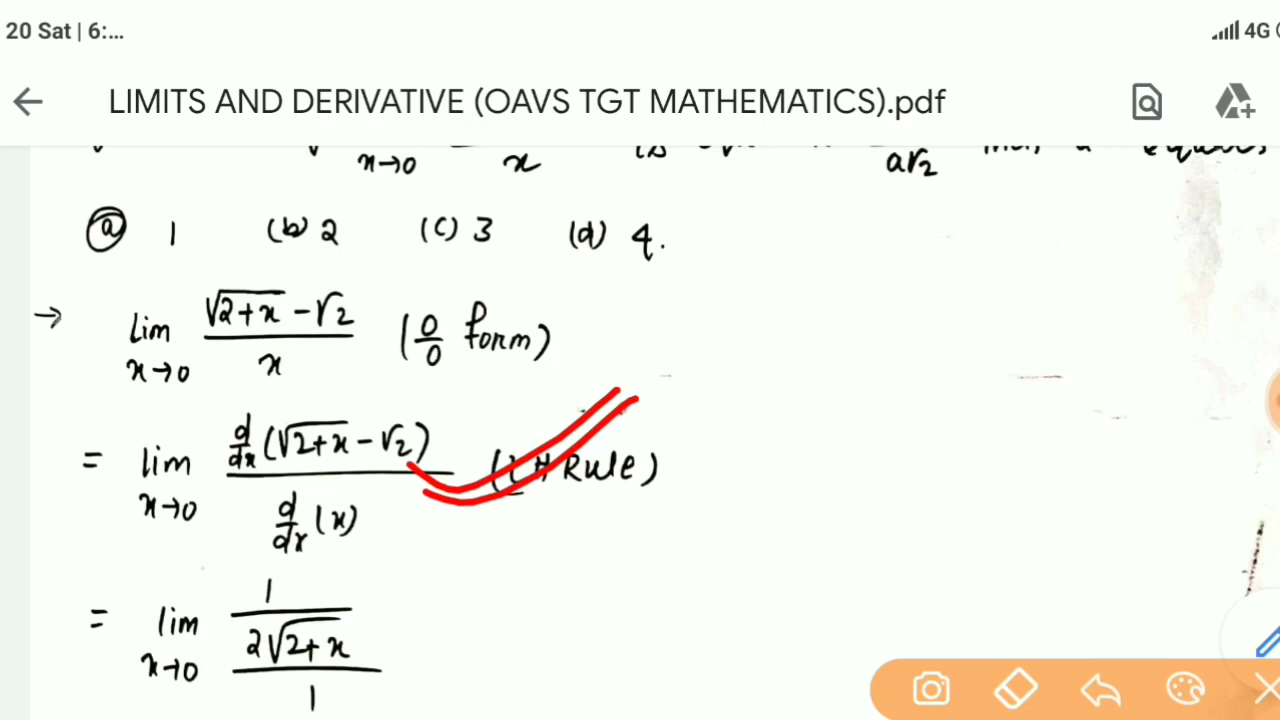 20 Sat | 6:...
4G
LIMITS AND DERIVATIVE (OAVS TGT MATHEMATICS).pdf
x→0 x a√2
(a) 1 (b) 2 (c) 3 (d) 4.
→ lim x→0 (√2+x - √2)/x (0/0 form)
= lim x→0 d/dx (√2+x - √2) / d/dx (x) (L H Rule)
= lim x→0 1/(2√2+x) / 1